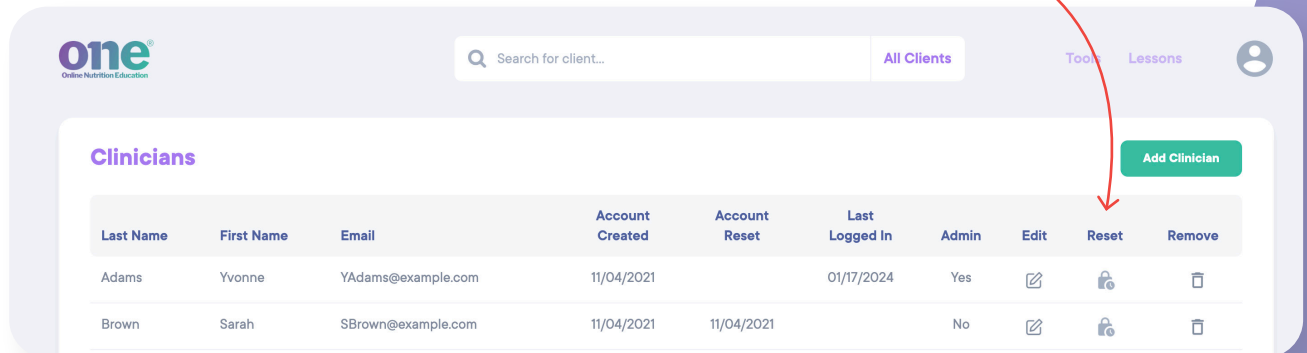 one®
Online Nutrition Education
Search for client...
All Clients
Tools Lessons
Clinicians
Add Clinician
Last Name First Name Email Account Created Account Reset Last Logged In Admin Edit Reset Remove
Adams Yvonne YAdams@example.com 11/04/2021 01/17/2024 Yes
Brown Sarah SBrown@example.com 11/04/2021 11/04/2021 No